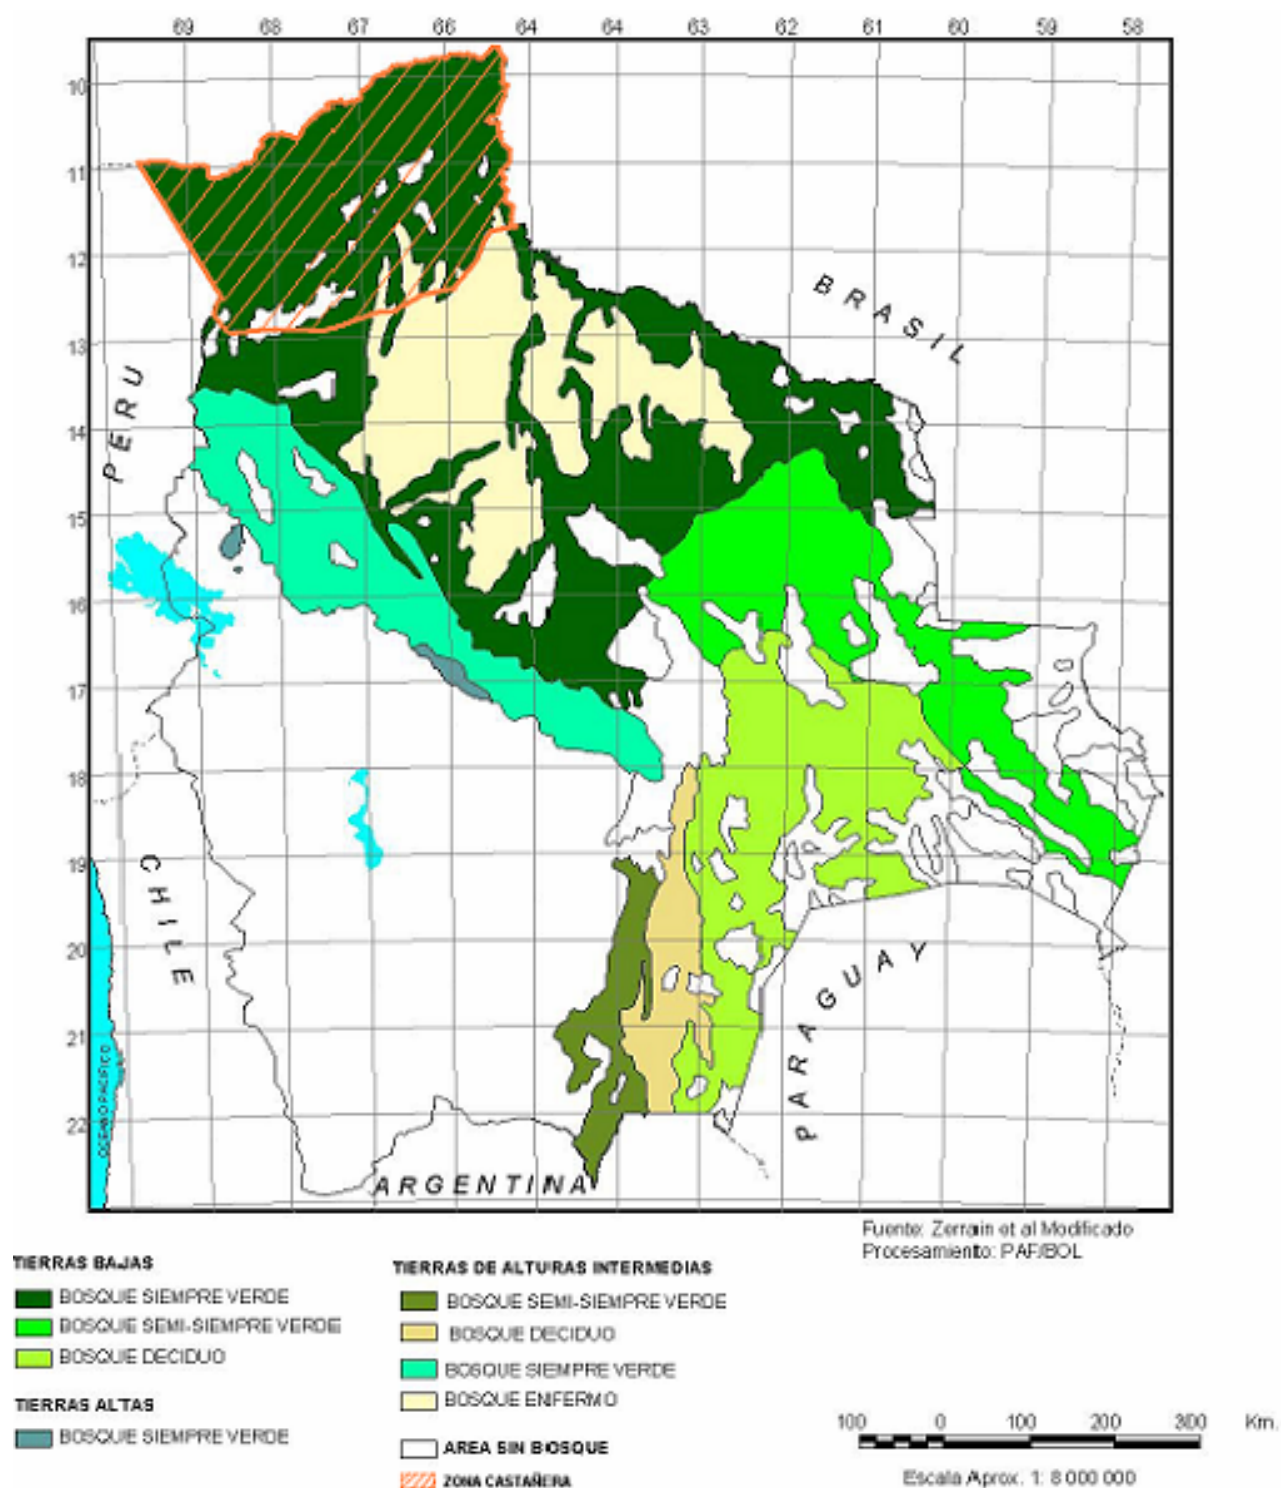 69 68 67 66 64 64 63 62 61 60 59 58
10
11
12
BRASIL
13
PERU
14
15
16
17
18
CHILE
19
20
PARAGUAY
21
OCEANO PACIFICO
22
ARGENTINA
Fuente: Zerrain et al Modificado
Procesamiento: PAF/BOL
TIERRAS BAJAS
BOSQUE SIEMPRE VERDE
BOSQUE SEMI-SIEMPRE VERDE
BOSQUE DECIDUO
TIERRAS ALTAS
BOSQUE SIEMPRE VERDE
TIERRAS DE ALTURAS INTERMEDIAS
BOSQUE SEMI-SIEMPRE VERDE
BOSQUE DECIDUO
BOSQUE SIEMPRE VERDE
BOSQUE ENFERMO
AREA SIN BOSQUE
ZONA CASTAÑERA
100 0 100 200 300 Km.
Escala Aprox. 1: 8 000 000